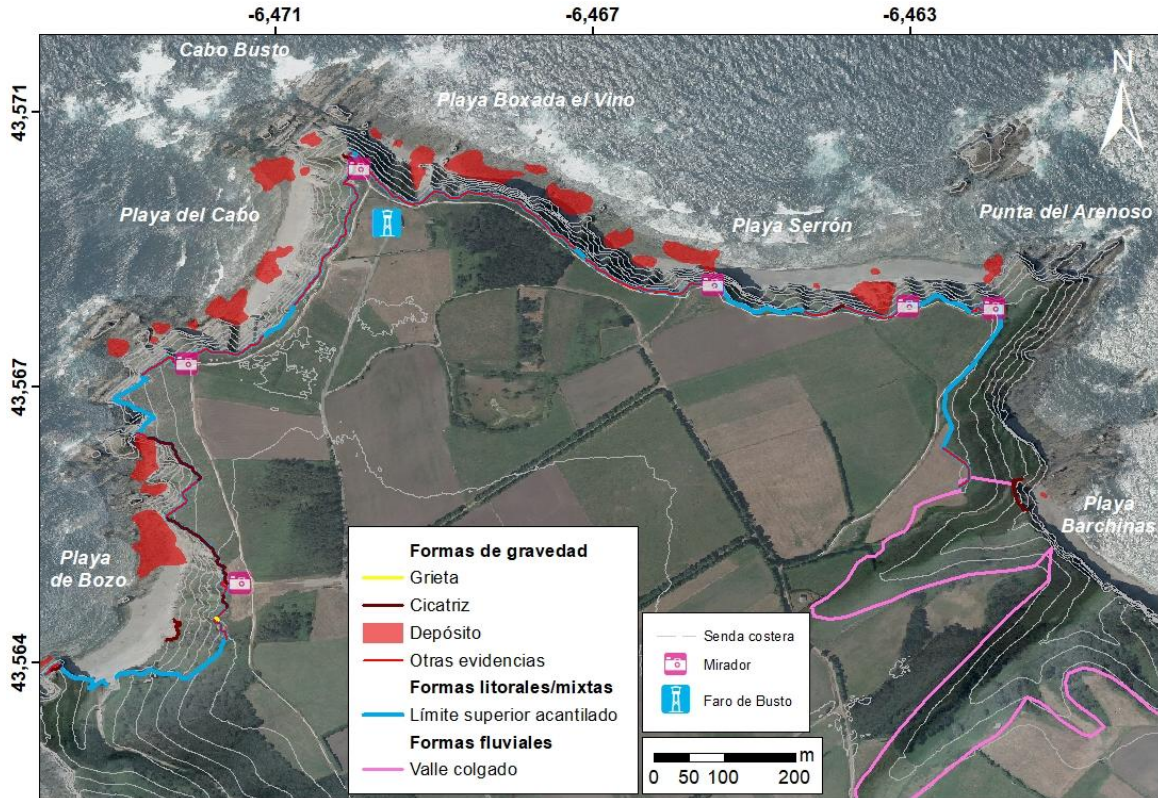 -6,471
-6,467
-6,463
43,571
43,567
43,564
Cabo Busto
Playa Boxada el Vino
N
Playa del Cabo
Playa Serrón
Punta del Arenoso
Playa
Barchinas
Playa
de Bozo
Formas de gravedad
Grieta
Cicatriz
Depósito
Otras evidencias
Formas litorales/mixtas
Límite superior acantilado
Formas fluviales
Valle colgado
Senda costera
Mirador
Faro de Busto
m
0 50 100 200